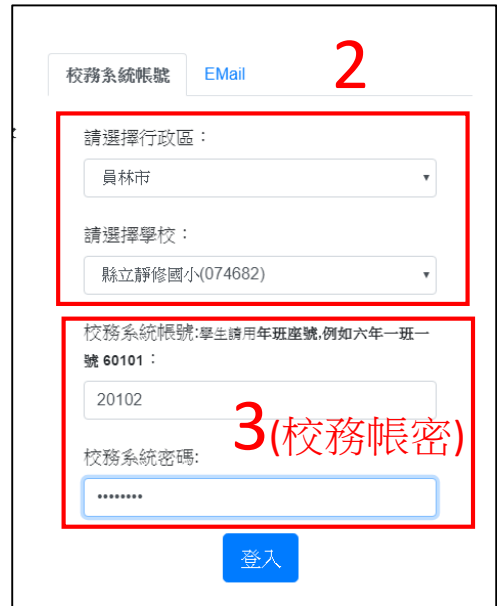 2
校務系統帳號 EMail
請選擇行政區：
員林市
請選擇學校：
縣立靜修國小(074682)
校務系統帳號:學生請用年班座號,例如六年一班一
號 60101：
20102
3(校務帳密)
校務系統密碼:
••••••••
登入